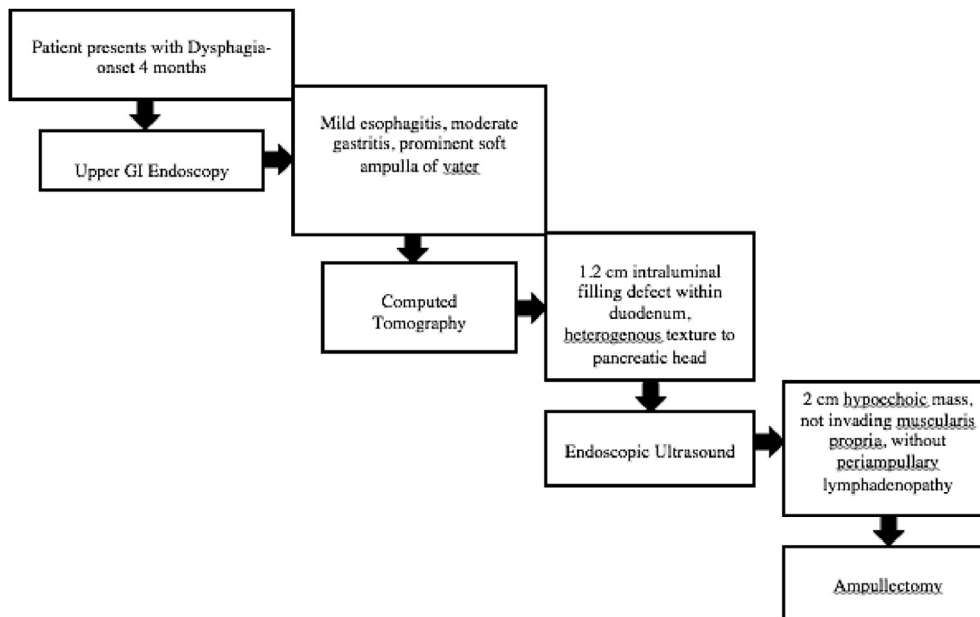 Patient presents with Dysphagia-
onset 4 months
Upper GI Endoscopy
Mild esophagitis, moderate
gastritis, prominent soft
ampulla of vater
Computed
Tomography
1.2 cm intraluminal
filling defect within
duodenum,
heterogenous texture to
pancreatic head
Endoscopic Ultrasound
2 cm hypoechoic mass,
not invading muscularis
propria, without
periampullary
lymphadenopathy
Ampullectomy